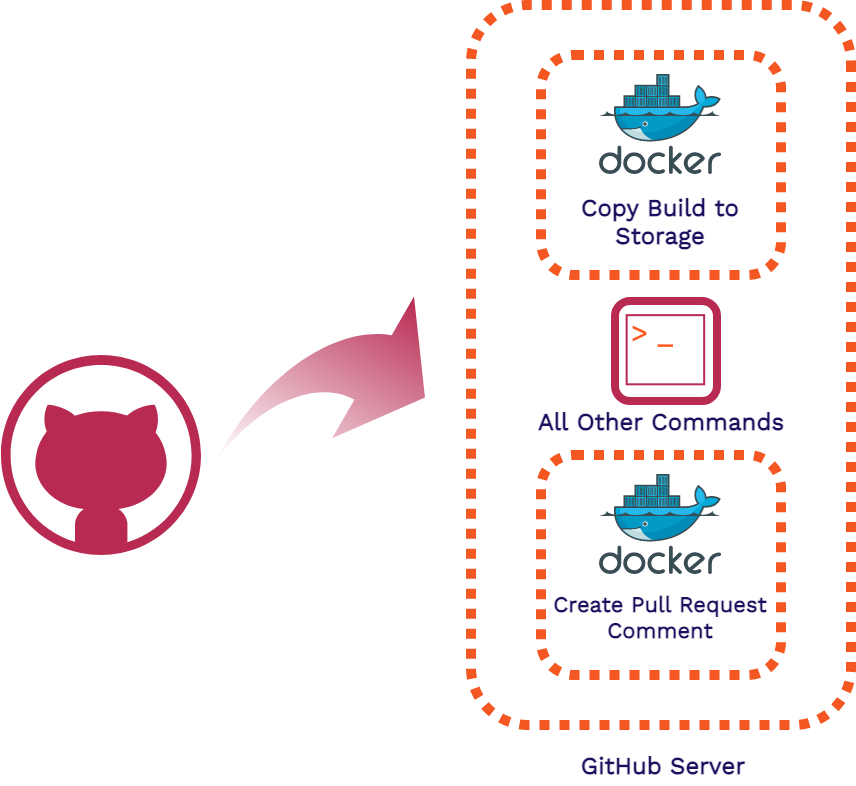 docker
Copy Build to
Storage
> _
All Other Commands
docker
Create Pull Request
Comment
GitHub Server